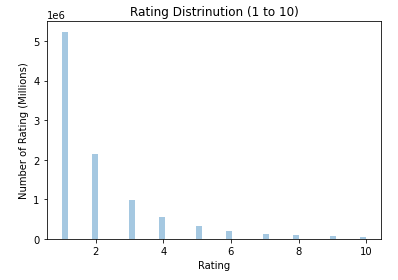 Rating Distrinution (1 to 10)
1e6
5
4
3
2
1
0
Number of Rating (Millions)
2 4 6 8 10
Rating